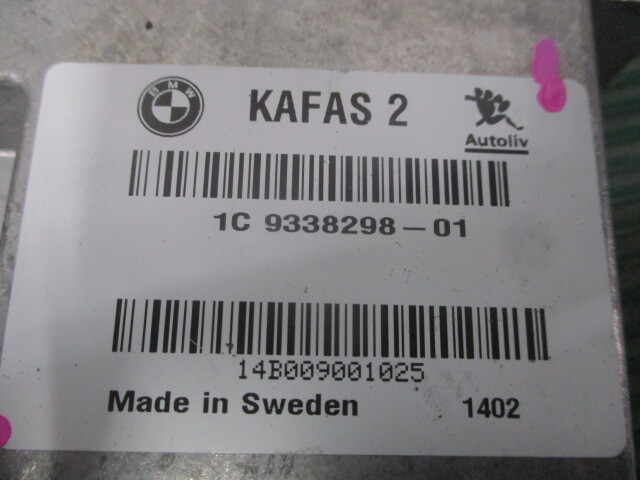 BMW
KAFAS 2
Autoliv
1C 9338298-01
14B009001025
Made in Sweden 1402